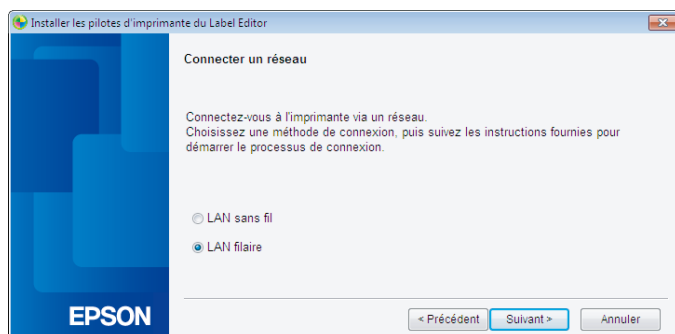 Installer les pilotes d'imprimante du Label Editor
Connecter un réseau
Connectez-vous à l'imprimante via un réseau.
Choisissez une méthode de connexion, puis suivez les instructions fournies pour
démarrer le processus de connexion.
LAN sans fil
LAN filaire
EPSON
< Précédent
Suivant >
Annuler